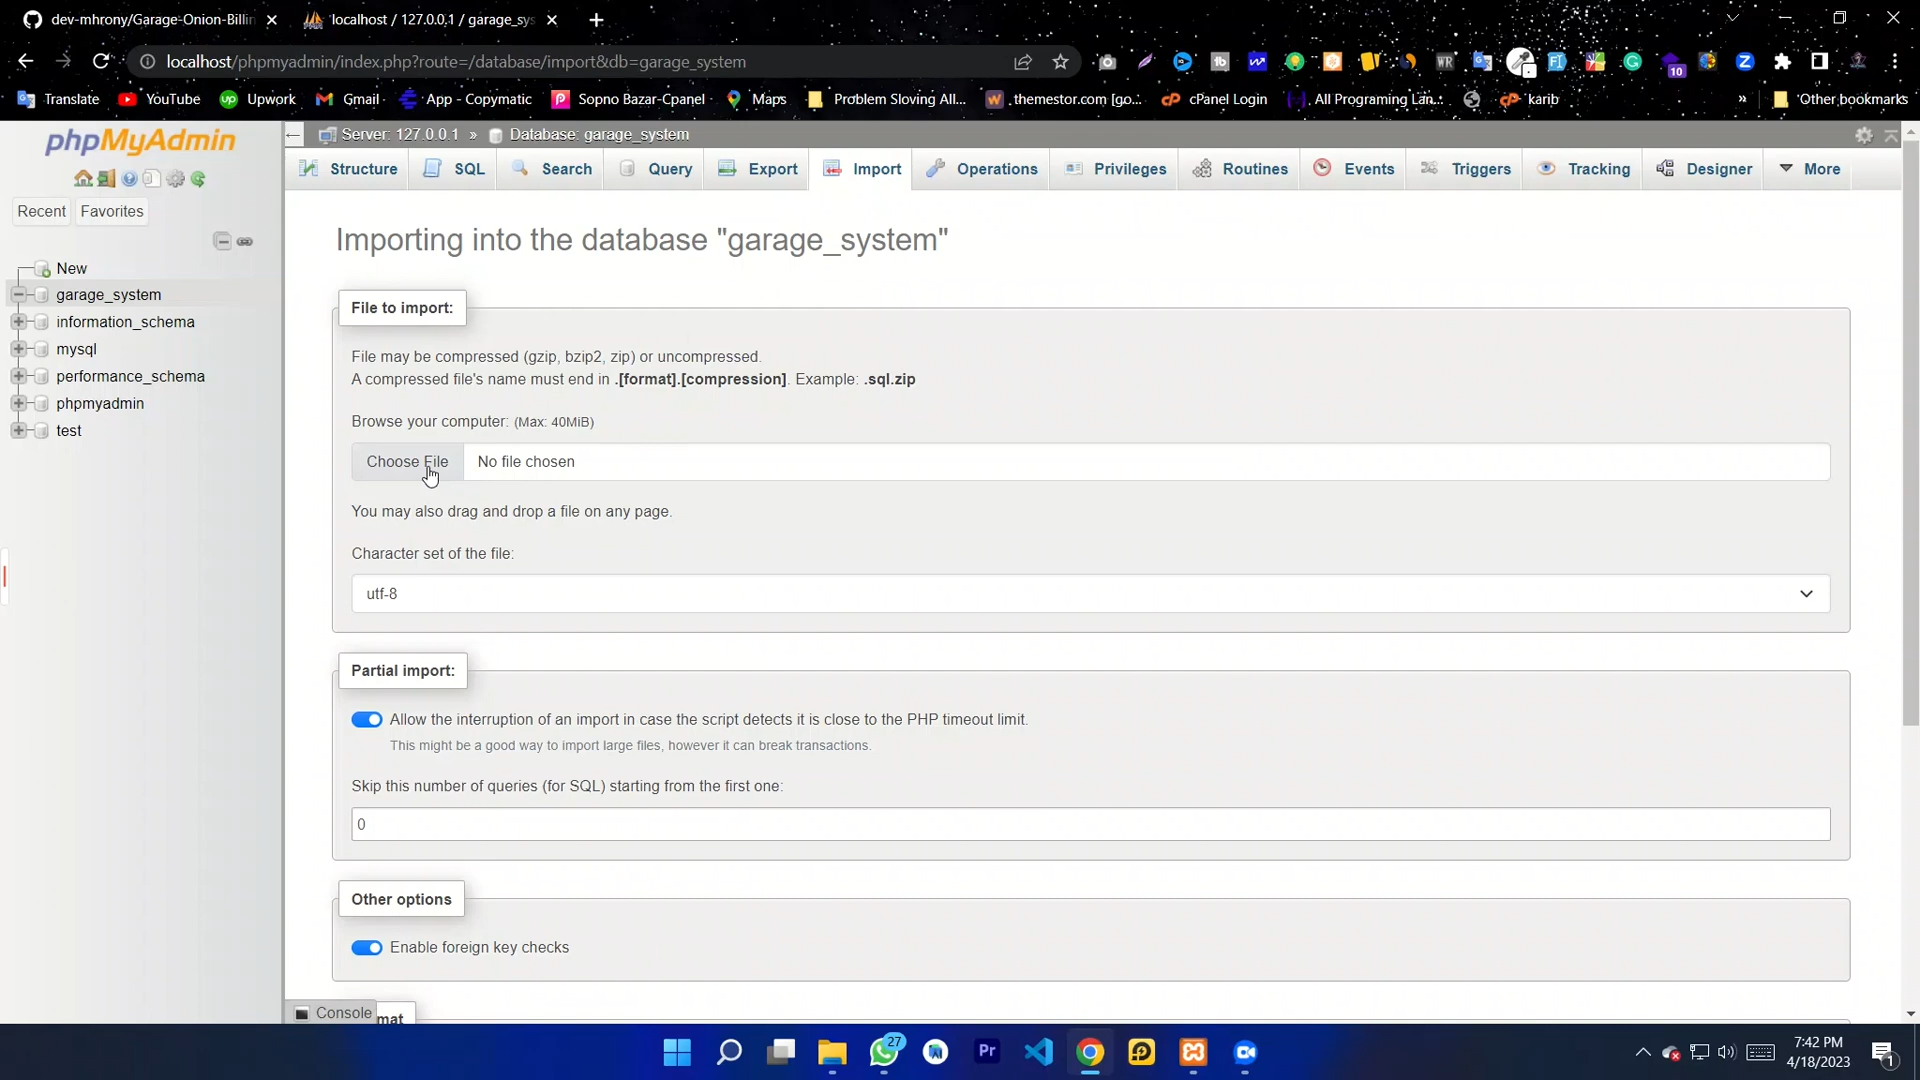 dev-mhrony/Garage-Onion-Billin
localhost / 127.0.0.1 / garage_sys
localhost/phpmyadmin/index.php?route=/database/import&db=garage_system
Translate
YouTube
Upwork
Gmail
App - Copymatic
Sopno Bazar-Cpanel
Maps
Problem Sloving All...
.themestor.com [go...
cPanel Login
All Programing Lan...
karib
»
Other bookmarks
phpMyAdmin
Recent
Favorites
New
garage_system
information_schema
mysql
performance_schema
phpmyadmin
test
Server: 127.0.0.1 » Database: garage_system
Structure
SQL
Search
Query
Export
Import
Operations
Privileges
Routines
Events
Triggers
Tracking
Designer
More
Importing into the database "garage_system"
File to import:
File may be compressed (gzip, bzip2, zip) or uncompressed.
A compressed file's name must end in .[format].[compression]. Example: .sql.zip
Browse your computer: (Max: 40MiB)
Choose File No file chosen
You may also drag and drop a file on any page.
Character set of the file:
utf-8
Partial import:
Allow the interruption of an import in case the script detects it is close to the PHP timeout limit.
This might be a good way to import large files, however it can break transactions.
Skip this number of queries (for SQL) starting from the first one:
0
Other options
Enable foreign key checks
Console
mat
27
Pr
7:42 PM
4/18/2023
1